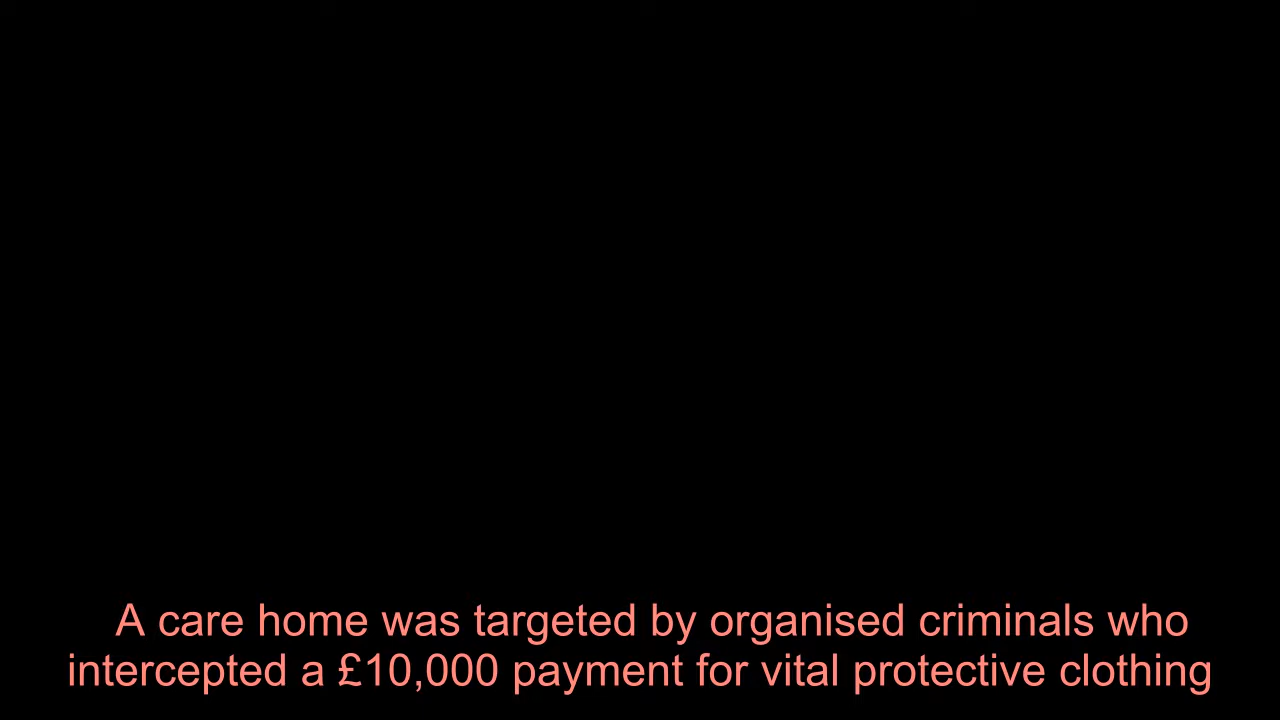 A care home was targeted by organised criminals who
intercepted a £10,000 payment for vital protective clothing